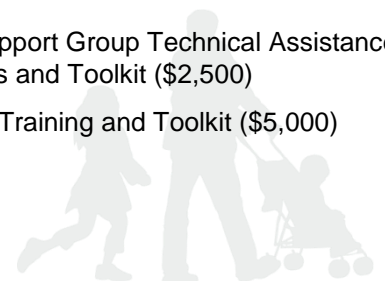 pport Group Technical Assistance
s and Toolkit ($2,500)
Training and Toolkit ($5,000)